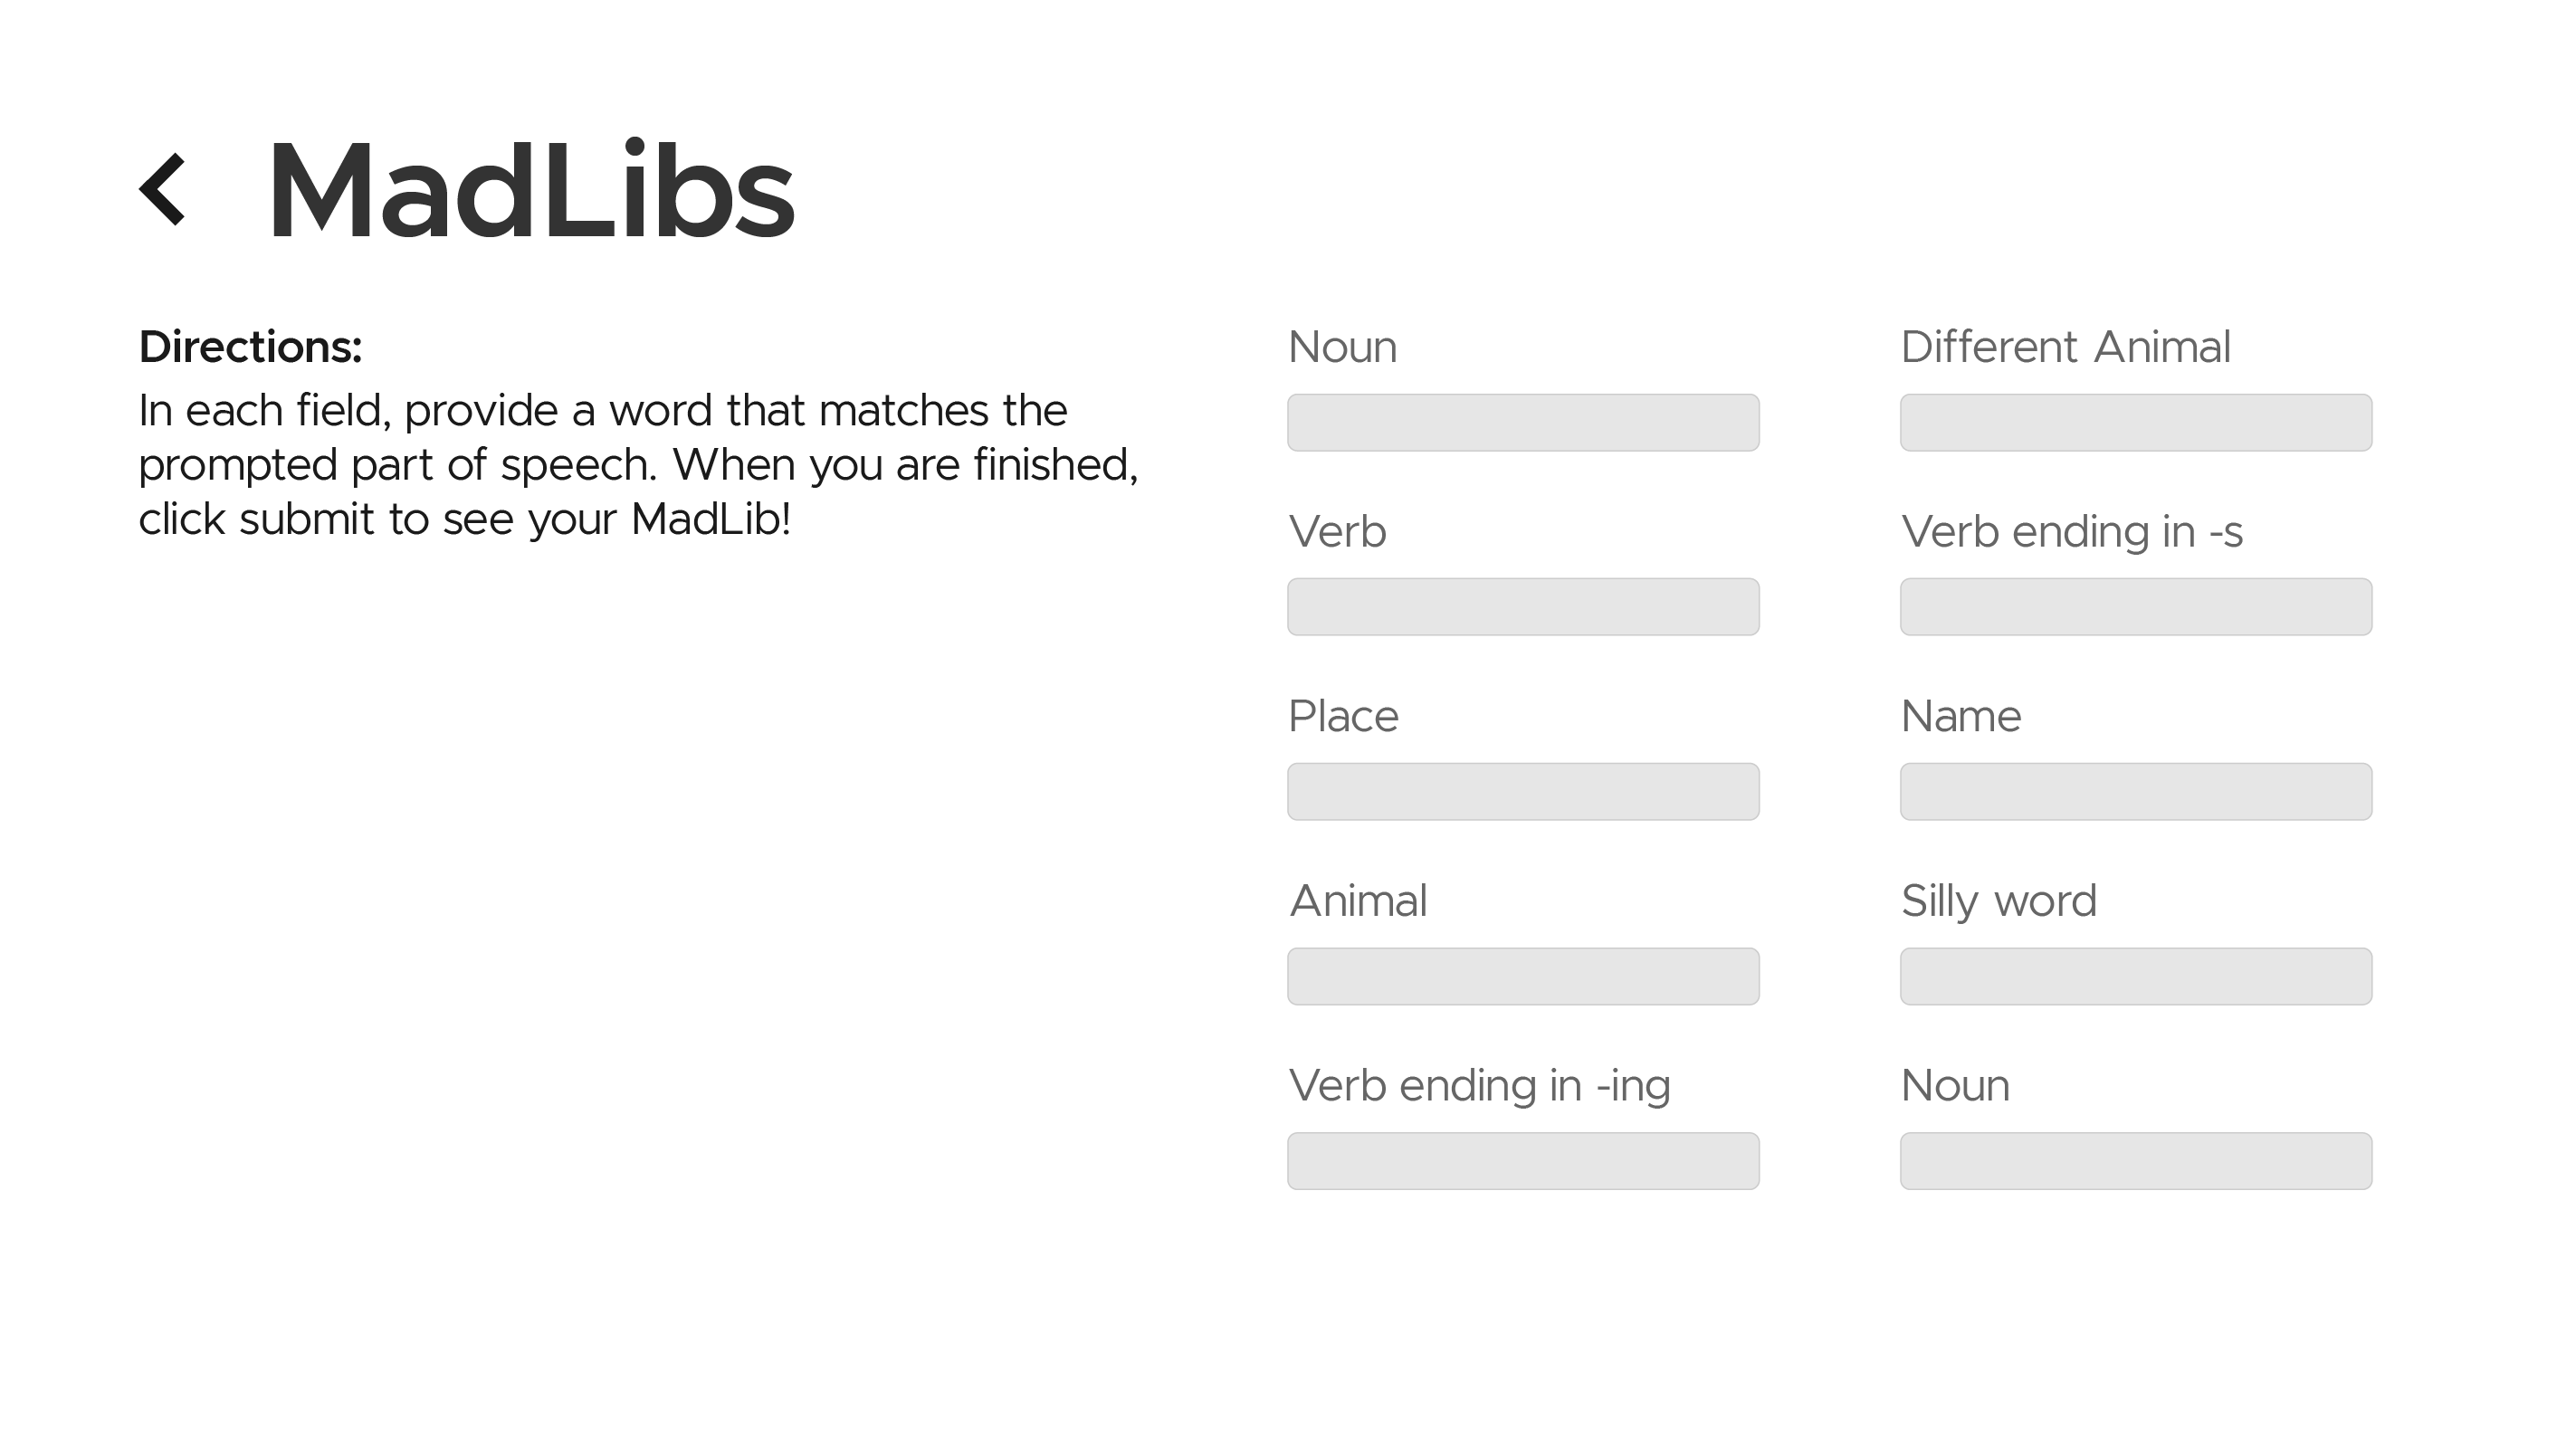 MadLibs
Directions:
In each field, provide a word that matches the
prompted part of speech. When you are finished,
click submit to see your MadLib!
Noun
Verb
Place
Animal
Verb ending in -ing
Different Animal
Verb ending in -s
Name
Silly word
Noun